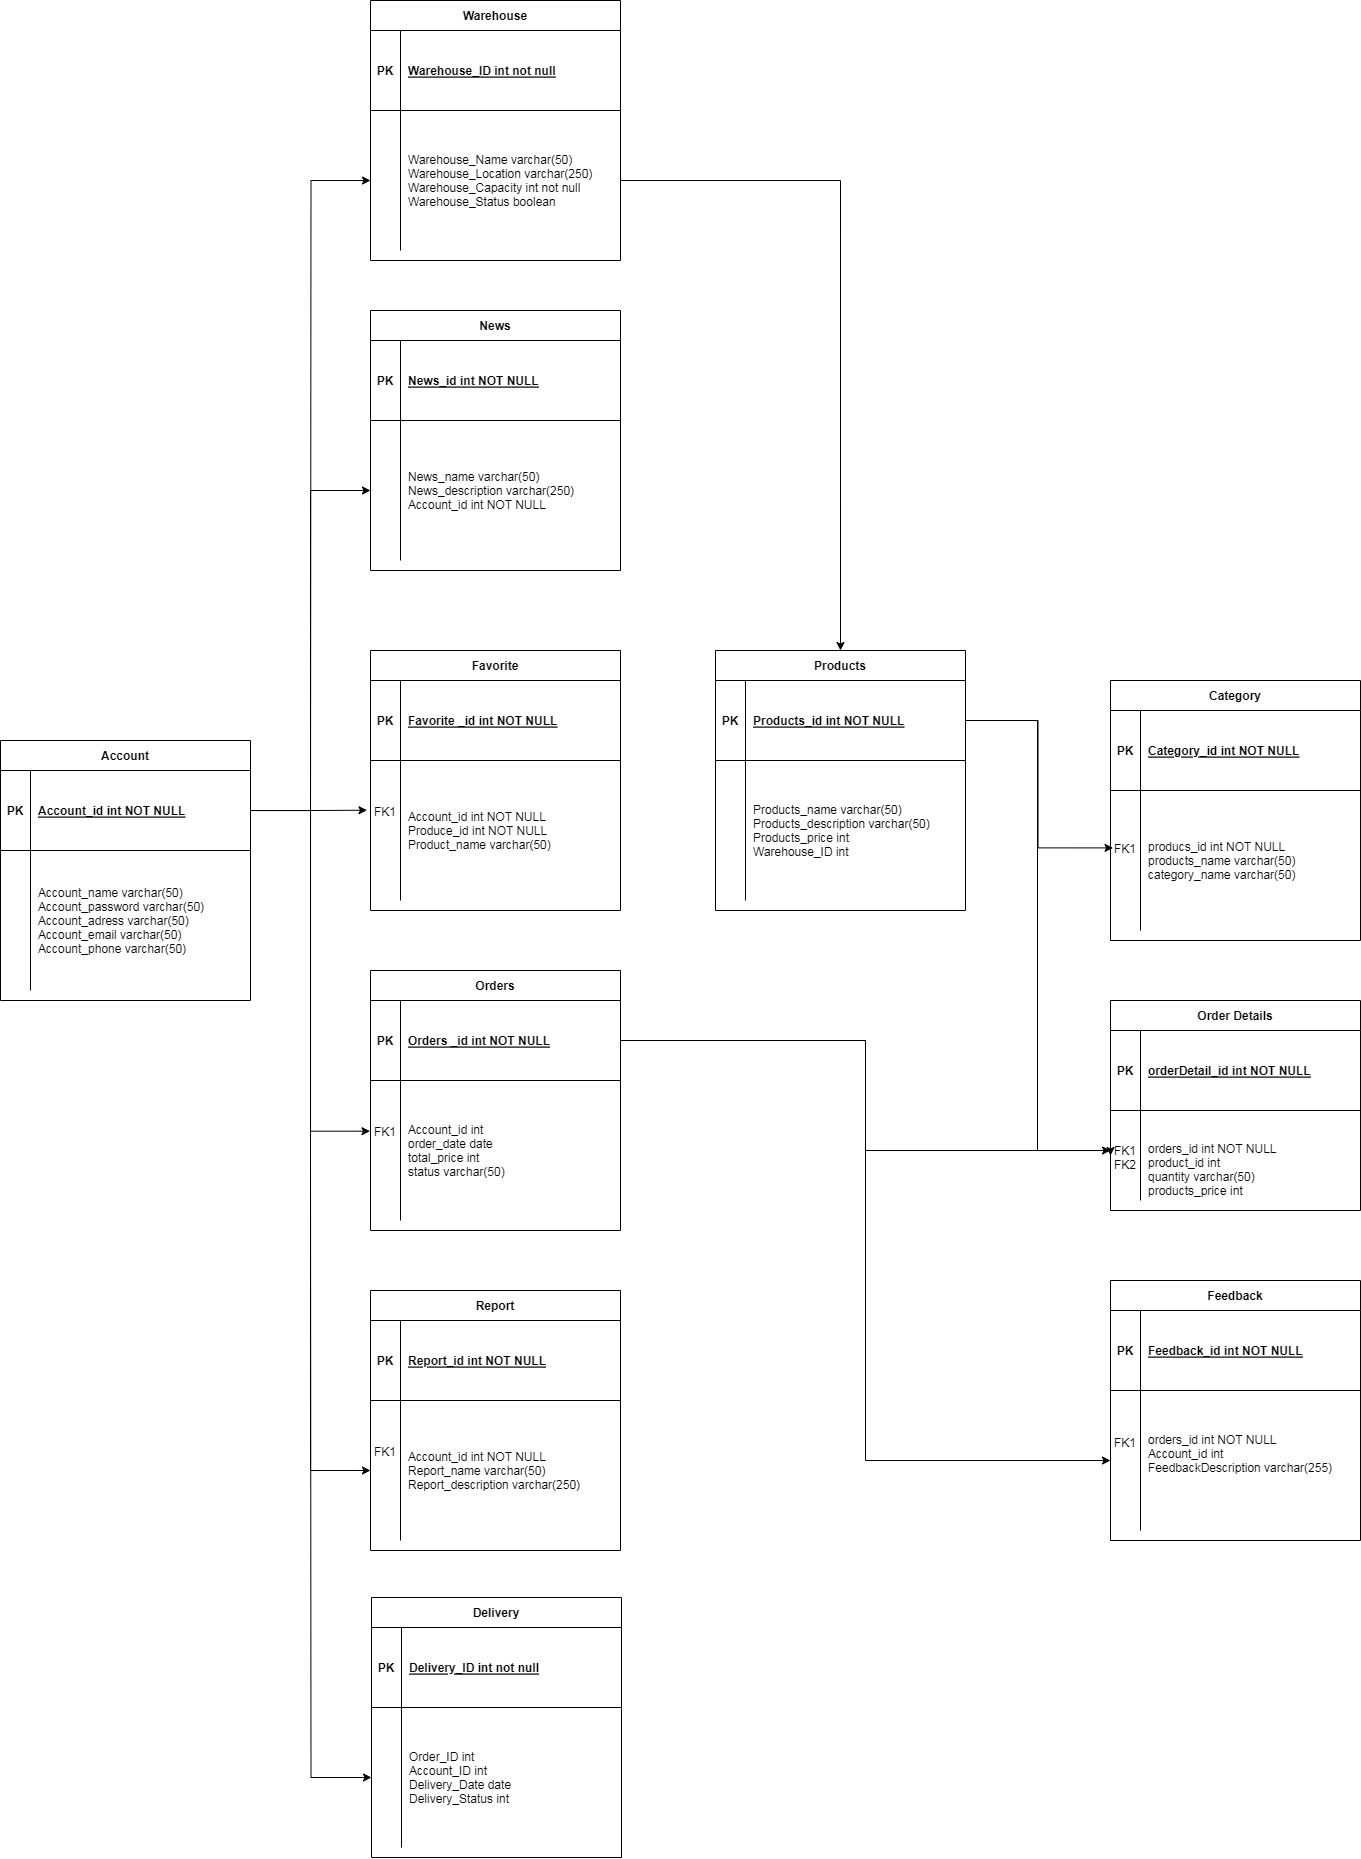 Warehouse
PK
Warehouse_ID int not null
Warehouse_Name varchar(50)
Warehouse_Location varchar(250)
Warehouse_Capacity int not null
Warehouse_Status boolean
News
PK
News_id int NOT NULL
News_name varchar(50)
News_description varchar(250)
Account_id int NOT NULL
Favorite
PK
Favorite _id int NOT NULL
FK1
Account_id int NOT NULL
Produce_id int NOT NULL
Product_name varchar(50)
Products
PK
Products_id int NOT NULL
Products_name varchar(50)
Products_description varchar(50)
Products_price int
Warehouse_ID int
Category
PK
Category_id int NOT NULL
FK1
producs_id int NOT NULL
products_name varchar(50)
category_name varchar(50)
Account
PK
Account_id int NOT NULL
Account_name varchar(50)
Account_password varchar(50)
Account_adress varchar(50)
Account_email varchar(50)
Account_phone varchar(50)
Orders
PK
Orders _id int NOT NULL
FK1
Account_id int
order_date date
total_price int
status varchar(50)
Order Details
PK
orderDetail_id int NOT NULL
FK1
FK2
orders_id int NOT NULL
product_id int
quantity varchar(50)
products_price int
Report
PK
Report_id int NOT NULL
FK1
Account_id int NOT NULL
Report_name varchar(50)
Report_description varchar(250)
Feedback
PK
Feedback_id int NOT NULL
FK1
orders_id int NOT NULL
Account_id int
FeedbackDescription varchar(255)
Delivery
PK
Delivery_ID int not null
Order_ID int
Account_ID int
Delivery_Date date
Delivery_Status int